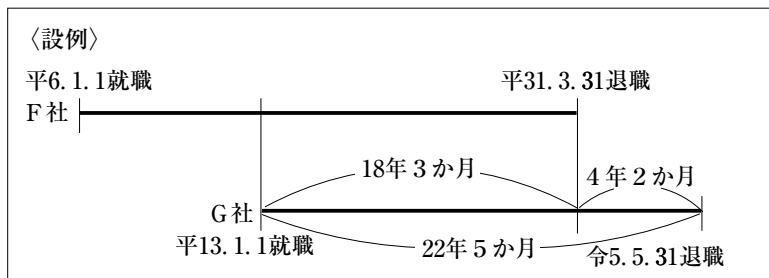 〈設例〉
平6.1.1就職
平31.3.31退職
F社
18年3か月
4年2か月
G社
平13.1.1就職
22年5か月
令5.5.31退職